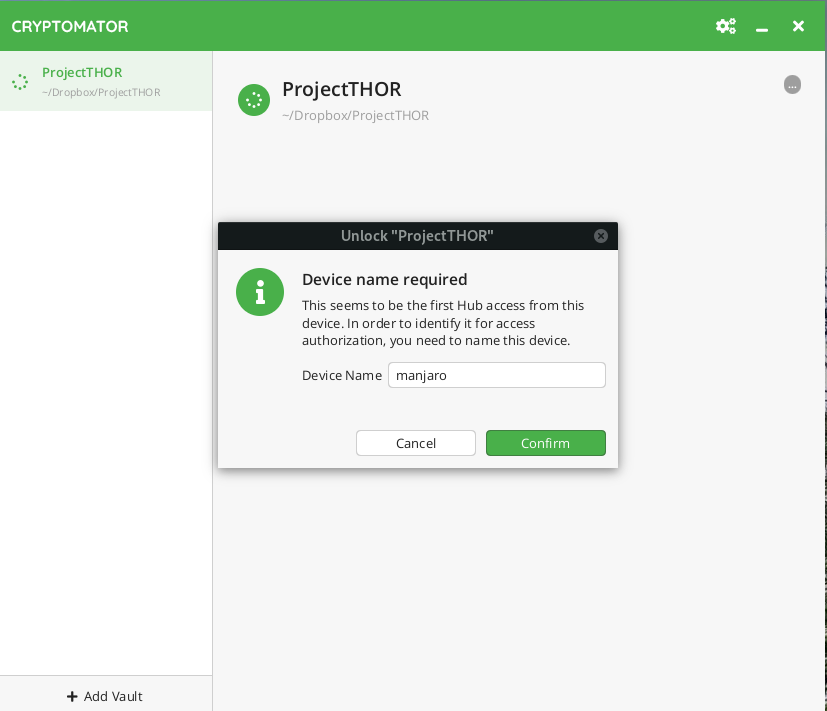 CRYPTOMATOR
ProjectTHOR
~/Dropbox/ProjectTHOR
ProjectTHOR
...
~/Dropbox/ProjectTHOR
Unlock "ProjectTHOR"
Device name required
This seems to be the first Hub access from this
device. In order to identify it for access
authorization, you need to name this device.
Device Name manjaro
Cancel Confirm
Add Vault